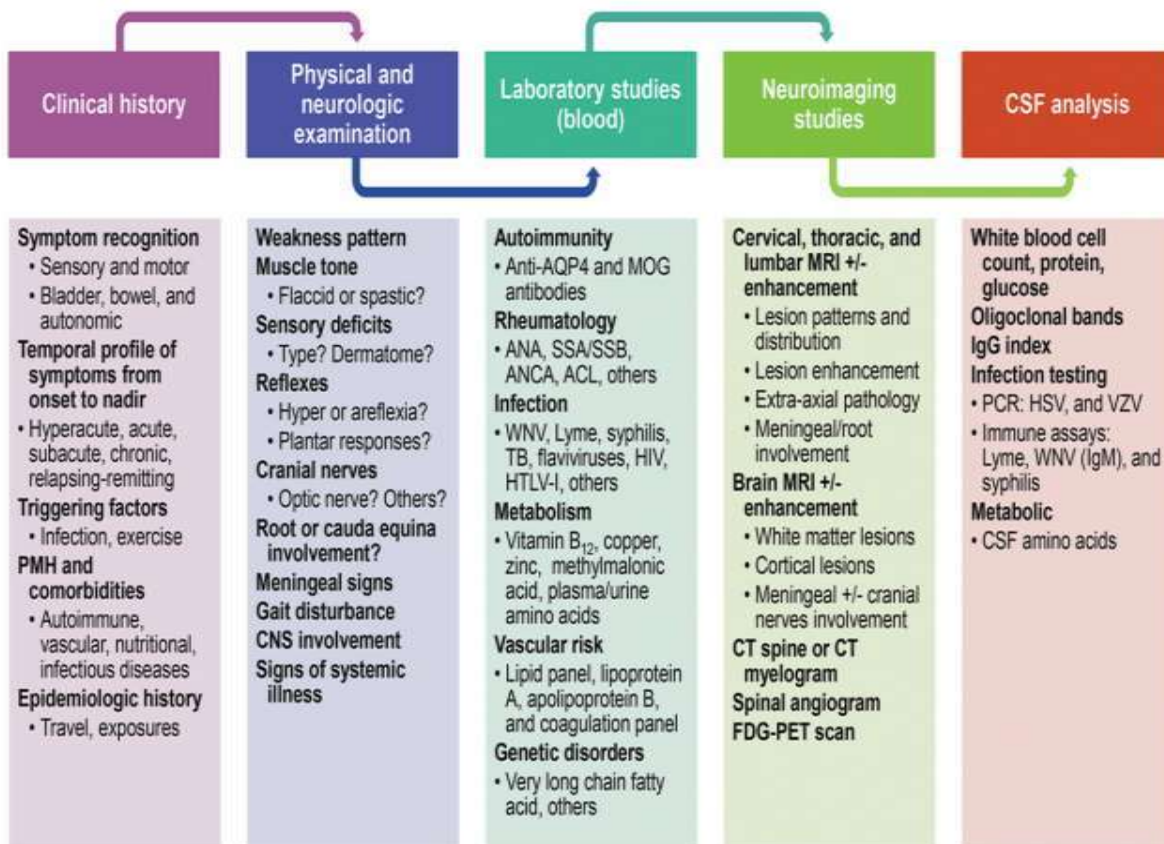 Clinical history
Physical and
neurologic
examination
Laboratory studies
(blood)
Neuroimaging
studies
CSF analysis
Symptom recognition
• Sensory and motor
• Bladder, bowel, and
autonomic
Temporal profile of
symptoms from
onset to nadir
• Hyperacute, acute,
subacute, chronic,
relapsing-remitting
Triggering factors
• Infection, exercise
PMH and
comorbidities
• Autoimmune,
vascular, nutritional,
infectious diseases
Epidemiologic history
• Travel, exposures
Weakness pattern
Muscle tone
• Flaccid or spastic?
Sensory deficits
• Type? Dermatome?
Reflexes
• Hyper or areflexia?
• Plantar responses?
Cranial nerves
• Optic nerve? Others?
Root or cauda equina
involvement?
Meningeal signs
Gait disturbance
CNS involvement
Signs of systemic
illness
Autoimmunity
• Anti-AQP4 and MOG
antibodies
Rheumatology
• ANA, SSA/SSB,
ANCA, ACL, others
Infection
• WNV, Lyme, syphilis,
TB, flaviviruses, HIV,
HTLV-I, others
Metabolism
• Vitamin B12, copper,
zinc, methylmalonic
acid, plasma/urine
amino acids
Vascular risk
• Lipid panel, lipoprotein
A, apolipoprotein B,
and coagulation panel
Genetic disorders
• Very long chain fatty
acid, others
Cervical, thoracic, and
lumbar MRI +/-
enhancement
• Lesion patterns and
distribution
• Lesion enhancement
• Extra-axial pathology
• Meningeal/root
involvement
Brain MRI +/-
enhancement
• White matter lesions
• Cortical lesions
• Meningeal +/- cranial
nerves involvement
CT spine or CT
myelogram
Spinal angiogram
FDG-PET scan
White blood cell
count, protein,
glucose
Oligoclonal bands
IgG index
Infection testing
• PCR: HSV, and VZV
• Immune assays:
Lyme, WNV (IgM), and
syphilis
Metabolic
• CSF amino acids